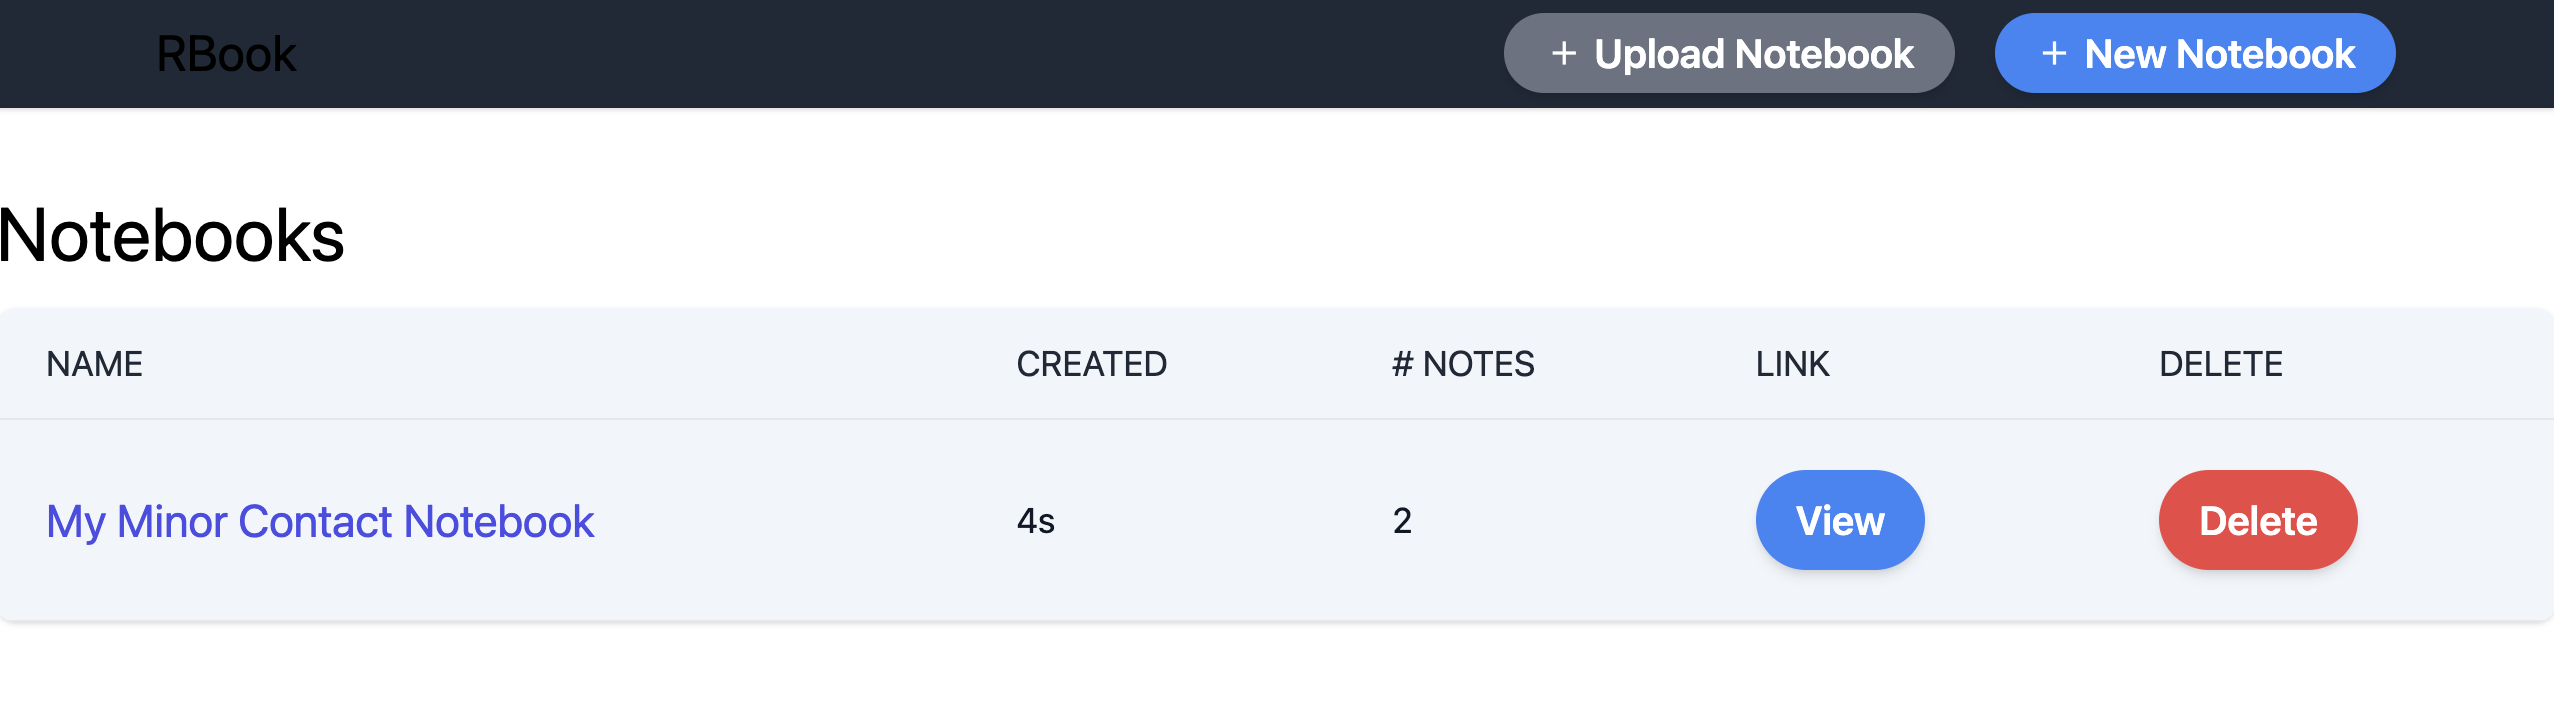 RBook + Upload Notebook + New Notebook
Notebooks
NAME CREATED # NOTES LINK DELETE
My Minor Contact Notebook 4s 2 View Delete